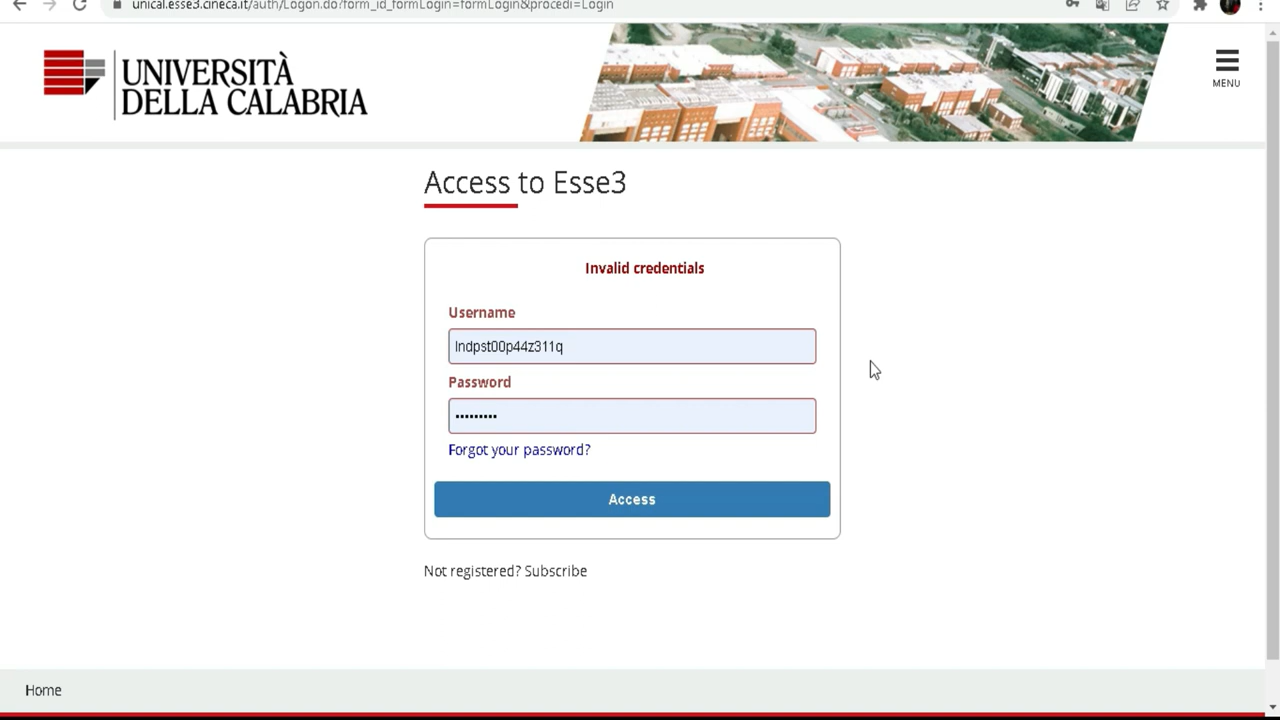 unical.esse3.cineca.it/auth/Logon.do?form_id_formLogin=formLogin&procedi=Login
UNIVERSITÀ
DELLA CALABRIA
MENU
Access to Esse3
Invalid credentials
Username
lndpst00p44z311q
Password
•••••••••
Forgot your password?
Access
Not registered? Subscribe
Home